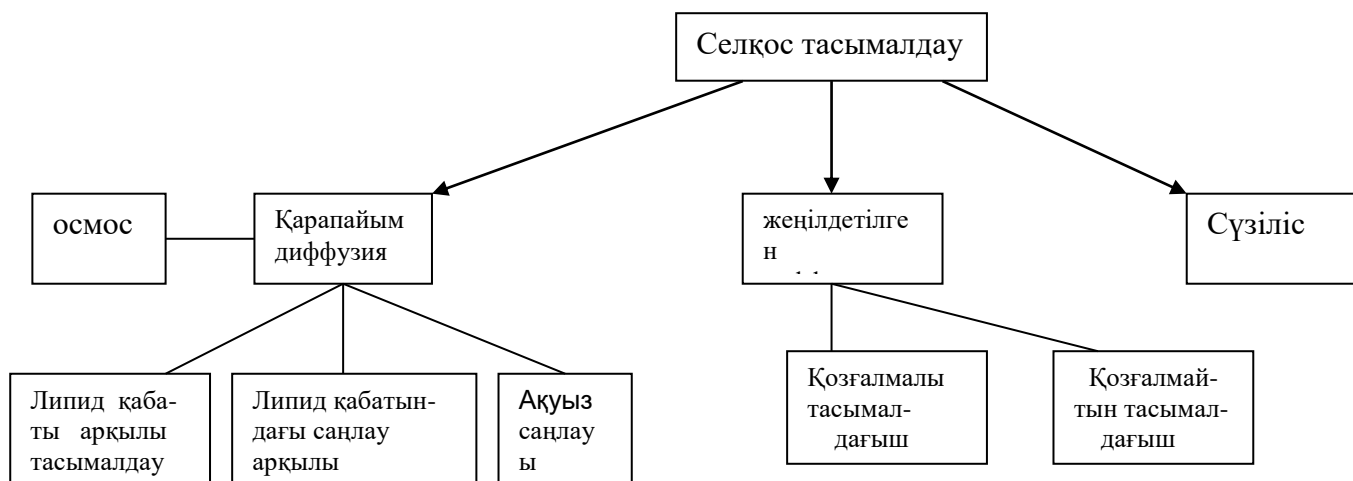 Селқос тасымалдау
осмос
Қарапайым
диффузия
жеңілдетілге
н
Сүзіліс
Липид қаба-
ты арқылы
тасымалдау
Липид қабатын-
дағы саңлау
арқылы
Ақуыз
саңлау
ы
Қозғалмалы
тасымал-
дағыш
Қозғалмай-
тын тасымал-
дағыш